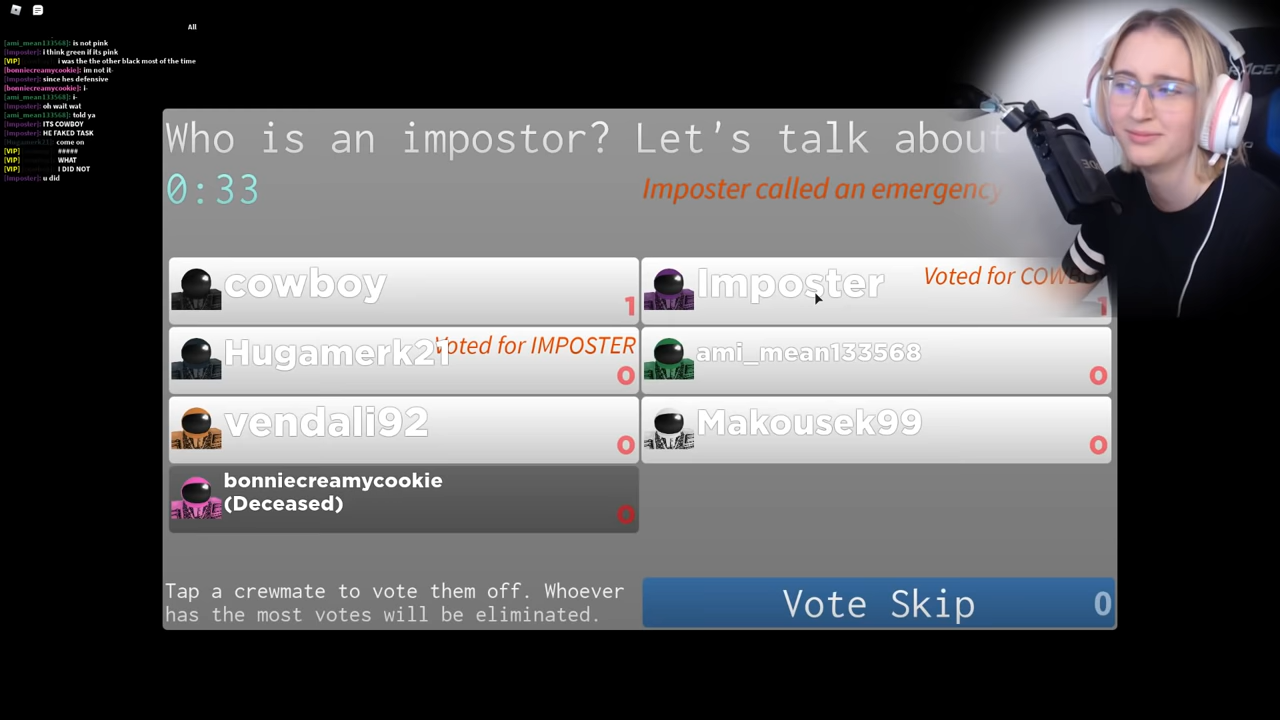 All
[ami_mean133568]: is not pink
[Imposter]: i think green if its pink
[VIP] i was the the other black most of the time
[bonniecreamycookie]: im not it-
[Imposter]: since hes defensive
[bonniecreamycookie]: i-
[ami_mean133568]: i-
[Imposter]: oh wait wat
[ami_mean133568]: told ya
[Imposter]: ITS COWBOY
[Imposter]: HE FAKED TASK
[Hugamerk21]: come on
[VIP] #####
[VIP] WHAT
[VIP] I DID NOT
[Imposter]: u did
Who is an impostor? Let's talk about
0:33
Imposter called an emergency
cowboy
1
Imposter
Voted for COW
1
Hugamerk21
Voted for IMPOSTER
0
ami_mean133568
0
vendali92
0
Makousek99
0
bonniecreamycookie
(Deceased)
0
Tap a crewmate to vote them off. Whoever
has the most votes will be eliminated.
Vote Skip
0